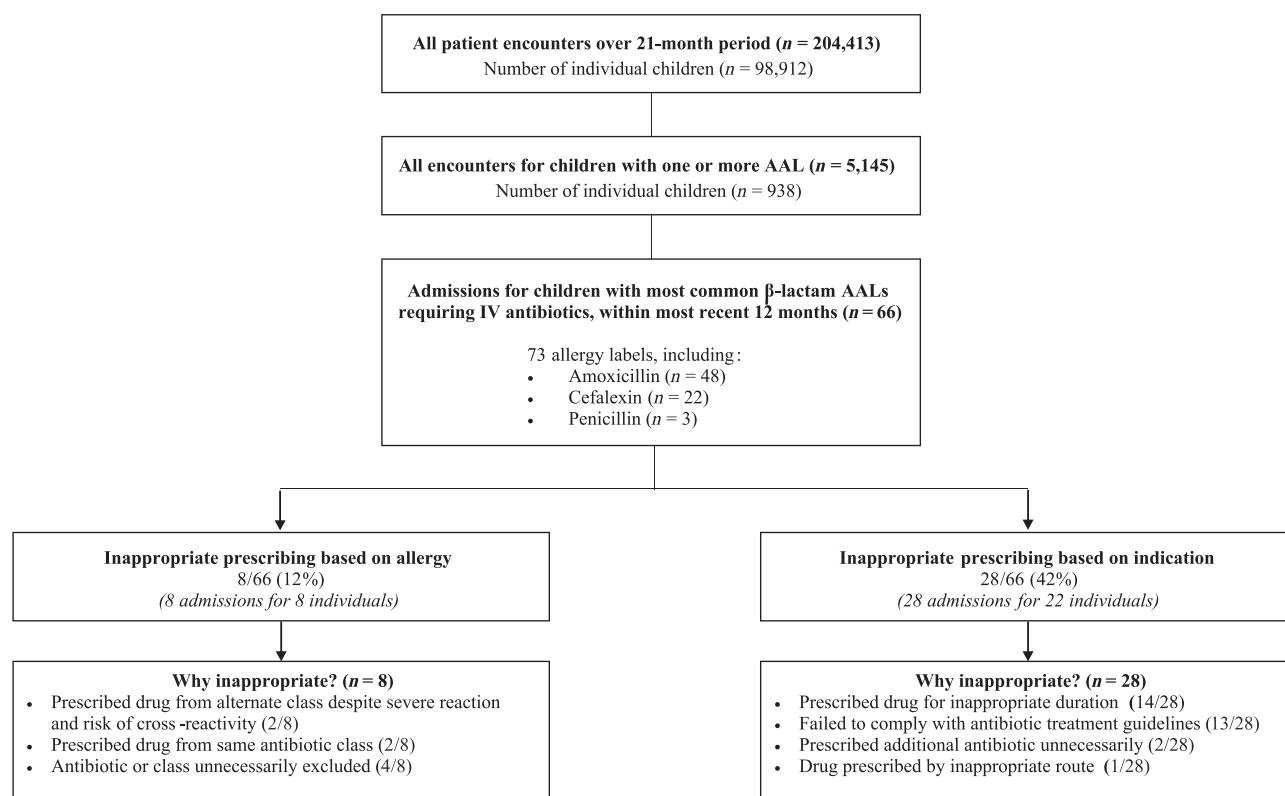 All patient encounters over 21-month period (n = 204,413)
Number of individual children (n = 98,912)
All encounters for children with one or more AAL (n = 5,145)
Number of individual children (n = 938)
Admissions for children with most common β-lactam AALs
requiring IV antibiotics, within most recent 12 months (n = 66)
73 allergy labels, including:
• Amoxicillin (n = 48)
• Cefalexin (n = 22)
• Penicillin (n = 3)
Inappropriate prescribing based on allergy
8/66 (12%)
(8 admissions for 8 individuals)
Inappropriate prescribing based on indication
28/66 (42%)
(28 admissions for 22 individuals)
Why inappropriate? (n = 8)
• Prescribed drug from alternate class despite severe reaction
and risk of cross-reactivity (2/8)
• Prescribed drug from same antibiotic class (2/8)
• Antibiotic or class unnecessarily excluded (4/8)
Why inappropriate? (n = 28)
• Prescribed drug for inappropriate duration (14/28)
• Failed to comply with antibiotic treatment guidelines (13/28)
• Prescribed additional antibiotic unnecessarily (2/28)
• Drug prescribed by inappropriate route (1/28)